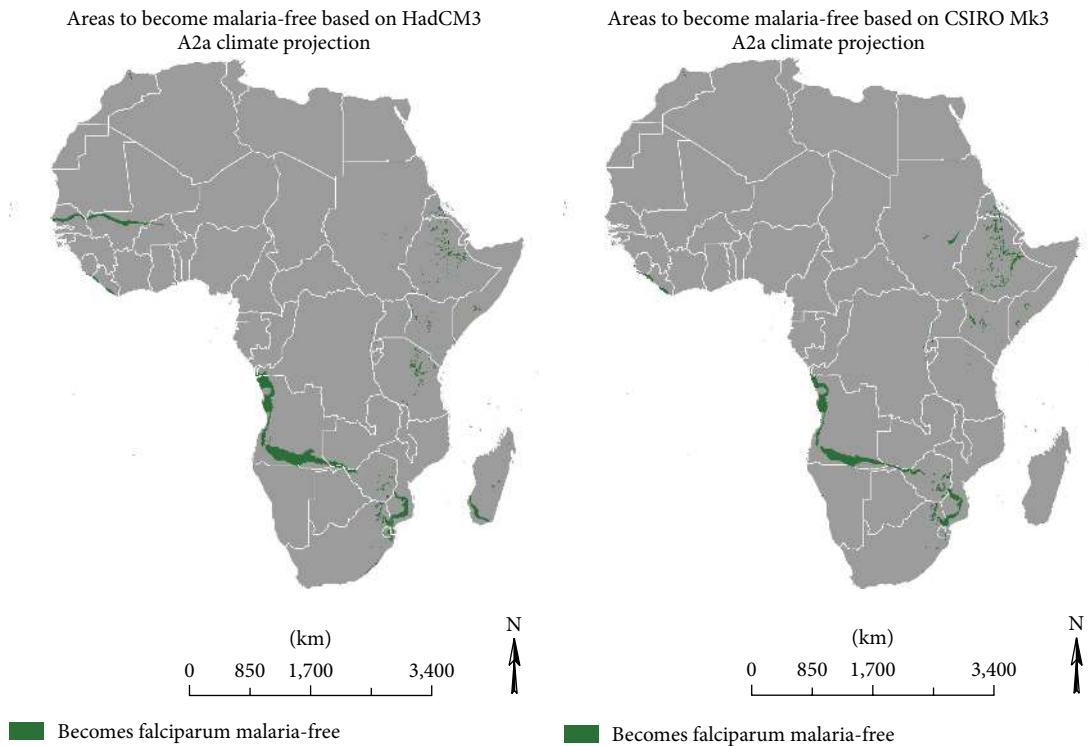 Areas to become malaria-free based on HadCM3
A2a climate projection
(km)
0 850 1,700 3,400
N
Becomes falciparum malaria-free
Areas to become malaria-free based on CSIRO Mk3
A2a climate projection
(km)
0 850 1,700 3,400
N
Becomes falciparum malaria-free